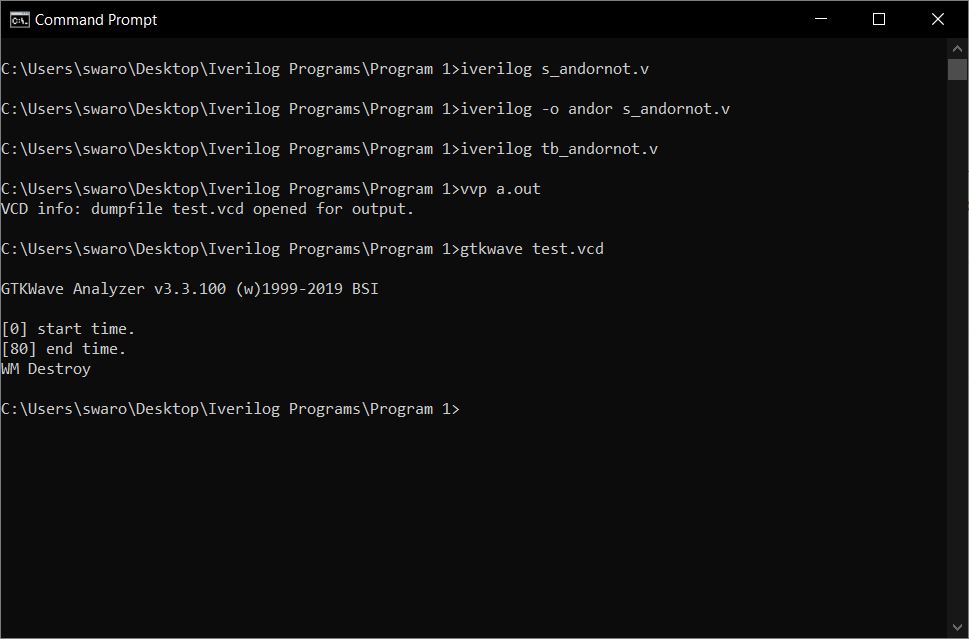 Command Prompt
C:\Users\swaro\Desktop\Iverilog Programs\Program 1>iverilog s_andornot.v
C:\Users\swaro\Desktop\Iverilog Programs\Program 1>iverilog -o andor s_andornot.v
C:\Users\swaro\Desktop\Iverilog Programs\Program 1>iverilog tb_andornot.v
C:\Users\swaro\Desktop\Iverilog Programs\Program 1>vvp a.out
VCD info: dumpfile test.vcd opened for output.
C:\Users\swaro\Desktop\Iverilog Programs\Program 1>gtkwave test.vcd
GTKWave Analyzer v3.3.100 (w)1999-2019 BSI
[0] start time.
[80] end time.
WM Destroy
C:\Users\swaro\Desktop\Iverilog Programs\Program 1>